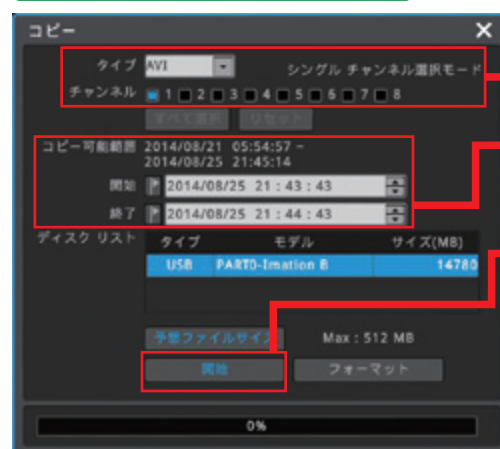 コピー
タイプ AVI シングル チャンネル選択モード
チャンネル 1 2 3 4 5 6 7 8
すべて選択 リセット
コピー可能範囲 2014/08/21 05:54:57 -
2014/08/25 21:45:14
開始 2014/08/25 21 : 43 : 43
終了 2014/08/25 21 : 44 : 43
ディスク リスト タイプ モデル サイズ(MB)
USB PART0-Imation B 14780
予想ファイルサイズ Max : 512 MB
開始 フォーマット
0%